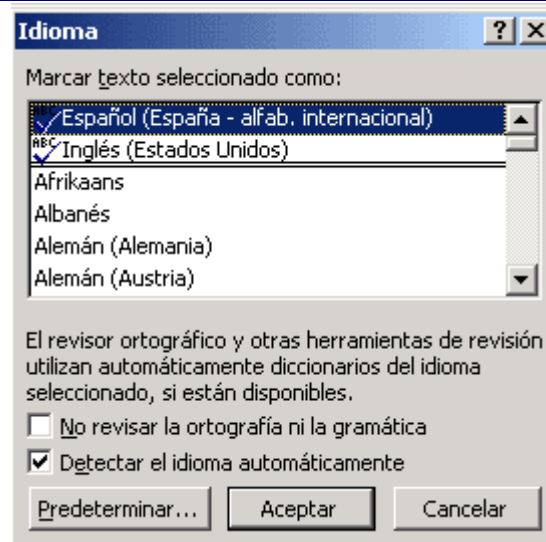 Idioma
Marcar texto seleccionado como:
ABC Español (España - alfab. internacional)
ABC Inglés (Estados Unidos)
Afrikaans
Albanés
Alemán (Alemania)
Alemán (Austria)
El revisor ortográfico y otras herramientas de revisión
utilizan automáticamente diccionarios del idioma
seleccionado, si están disponibles.
No revisar la ortografía ni la gramática
Detectar el idioma automáticamente
Predeterminar... Aceptar Cancelar